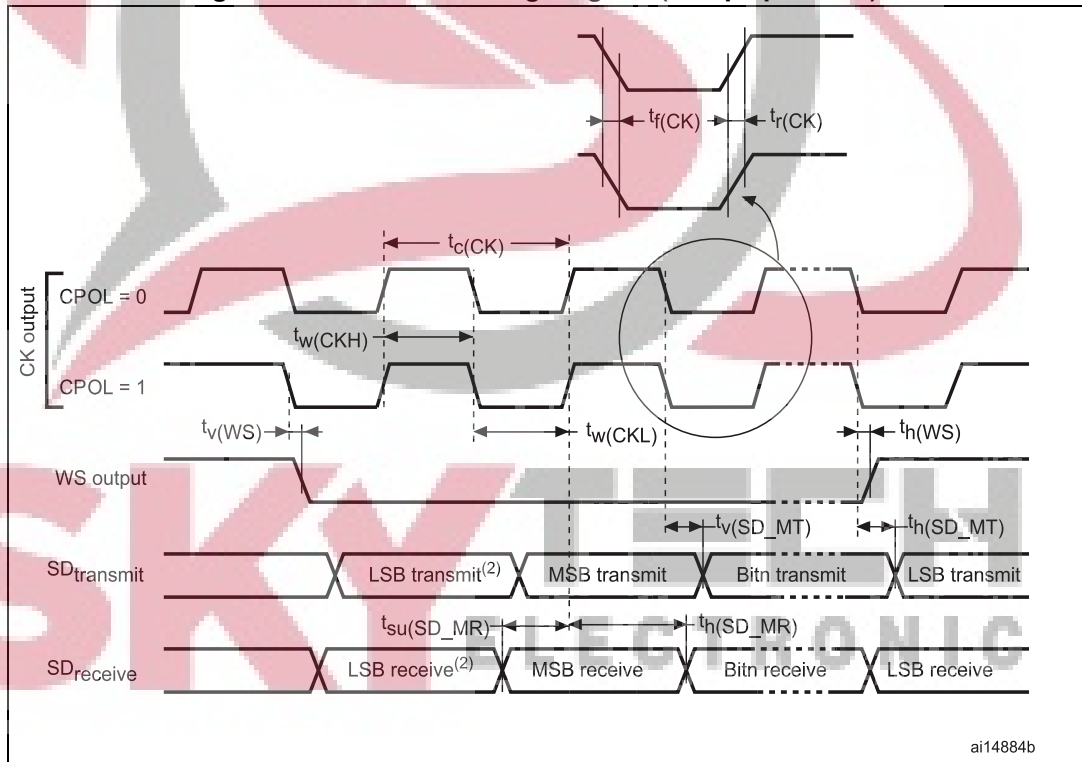 tf(CK)
tr(CK)
tc(CK)
CK output
CPOL = 0
tw(CKH)
CPOL = 1
tv(WS)
tw(CKL)
th(WS)
WS output
tv(SD_MT)
th(SD_MT)
SDtransmit
LSB transmit(2)
MSB transmit
Bitn transmit
LSB transmit
tsu(SD_MR)
th(SD_MR)
SDreceive
LSB receive(2)
MSB receive
Bitn receive
LSB receive
SKYTECH
ELECTRONIC
ai14884b